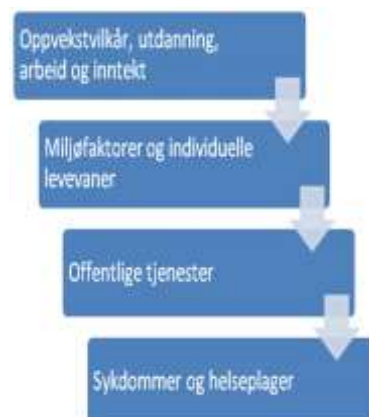 Oppvekstvilkår, utdanning,
arbeid og inntekt
Miljøfaktorer og individuelle
levevaner
Offentlige tjenester
Sykdommer og helseplager